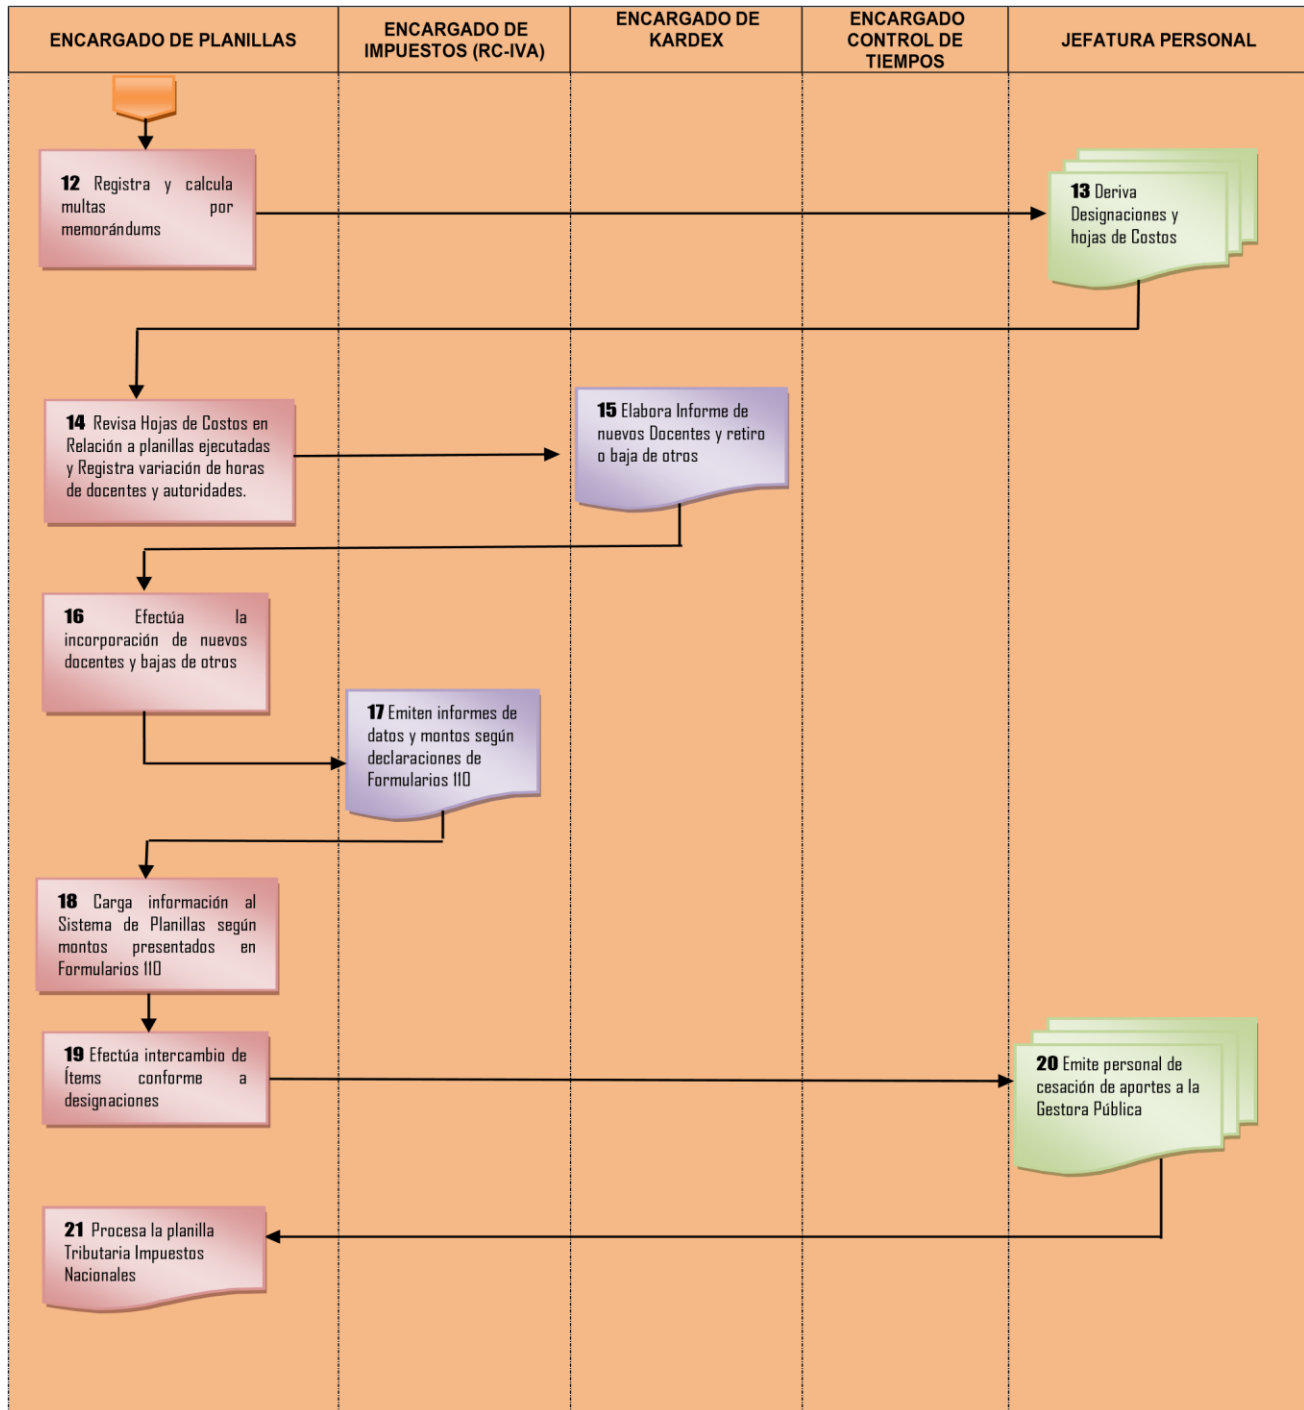 ENCARGADO DE PLANILLAS
ENCARGADO DE
IMPUESTOS (RC-IVA)
ENCARGADO DE
KARDEX
ENCARGADO
CONTROL DE
TIEMPOS
JEFATURA PERSONAL
12 Registra y calcula
multas por
memorándums
13 Deriva
Designaciones y
hojas de Costos
14 Revisa Hojas de Costos en
Relación a planillas ejecutadas
y Registra variación de horas
de docentes y autoridades.
15 Elabora Informe de
nuevos Docentes y retiro
o baja de otros
16 Efectúa la
incorporación de nuevos
docentes y bajas de otros
17 Emiten informes de
datos y montos según
declaraciones de
Formularios 110
18 Carga información al
Sistema de Planillas según
montos presentados en
Formularios 110
19 Efectúa intercambio de
Ítems conforme a
designaciones
20 Emite personal de
cesación de aportes a la
Gestora Pública
21 Procesa la planilla
Tributaria Impuestos
Nacionales